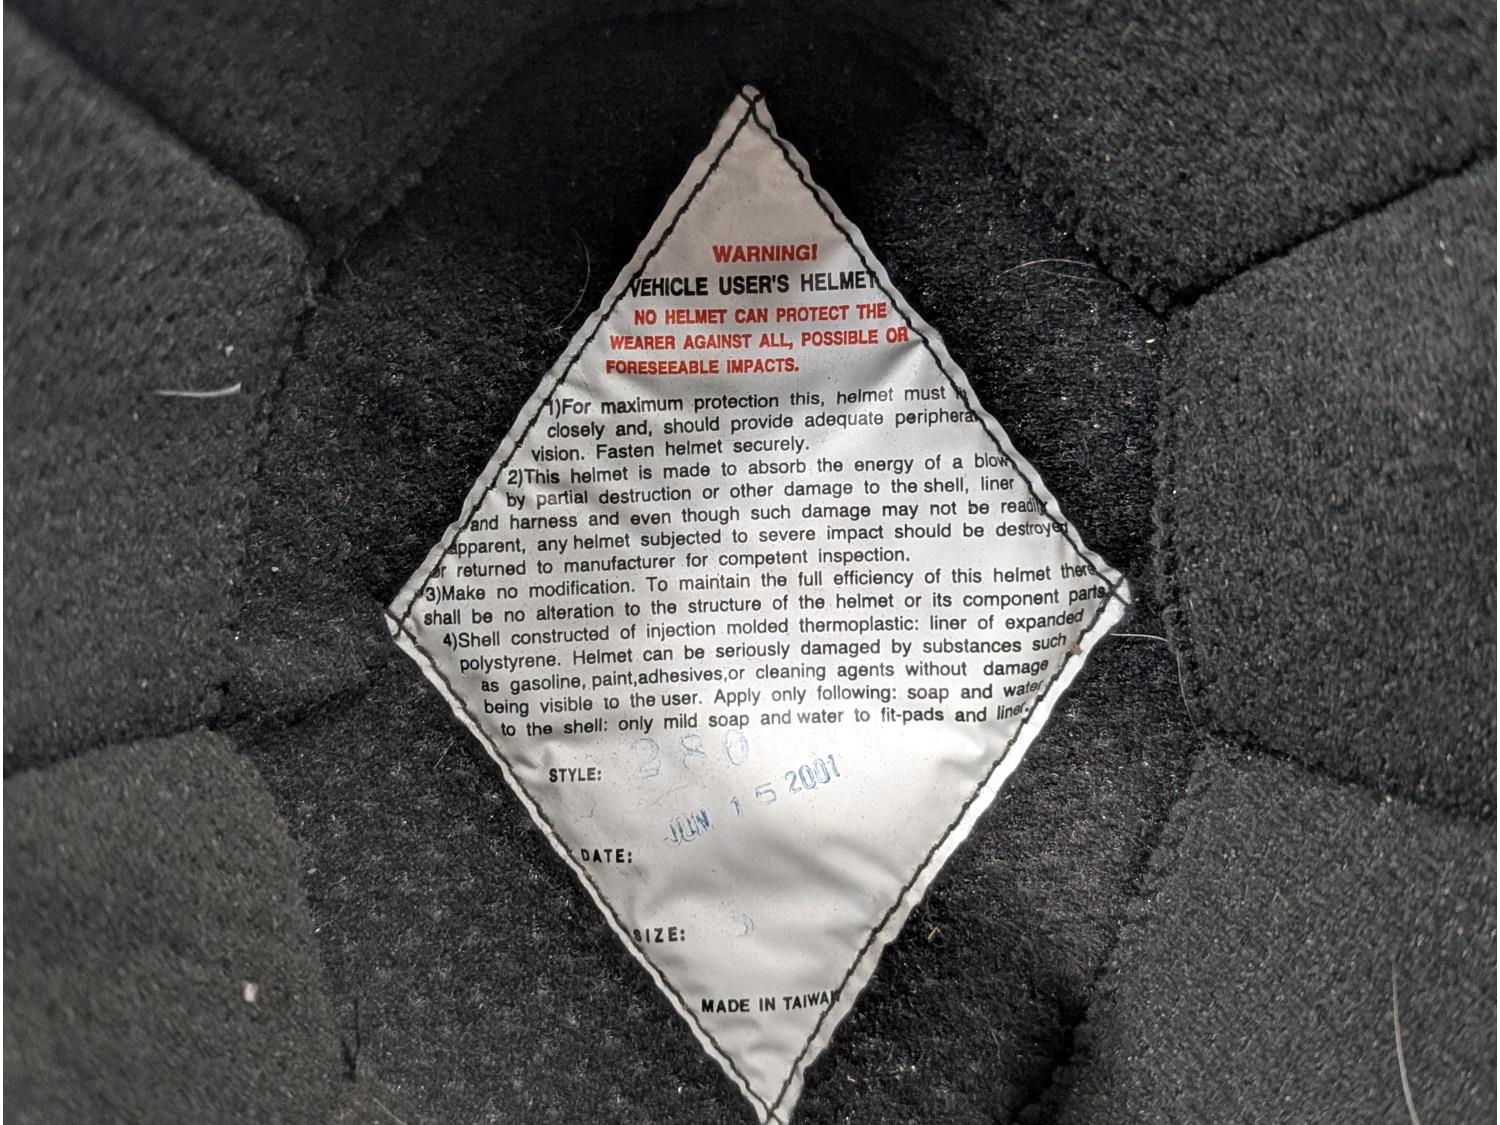 WARNING!
VEHICLE USER'S HELMET
NO HELMET CAN PROTECT THE
WEARER AGAINST ALL, POSSIBLE OR
FORESEEABLE IMPACTS.
1)For maximum protection this, helmet must
closely and, should provide adequate peripheral
vision. Fasten helmet securely.
2)This helmet is made to absorb the energy of a blow
by partial destruction or other damage to the shell, liner
and harness and even though such damage may not be readily
apparent, any helmet subjected to severe impact should be destroyed
or returned to manufacturer for competent inspection.
3)Make no modification. To maintain the full efficiency of this helmet there
shall be no alteration to the structure of the helmet or its component parts.
4)Shell constructed of injection molded thermoplastic: liner of expanded
polystyrene. Helmet can be seriously damaged by substances such
as gasoline, paint,adhesives,or cleaning agents without damage
being visible to the user. Apply only following: soap and water
to the shell: only mild soap and water to fit-pads and liner.
STYLE: 280
JUN 15 2001
DATE:
SIZE:
MADE IN TAIWAN